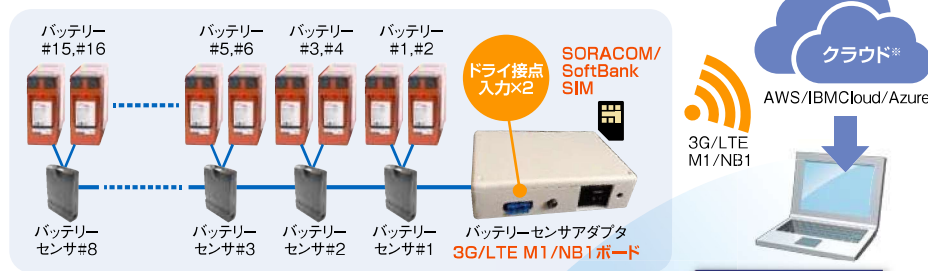 バッテリー
#15,#16
バッテリー
#5,#6
バッテリー
#3,#4
バッテリー
#1,#2
ドライ接点
入力×2
SORACOM/
SoftBank
SIM
クラウド※
AWS/IBMCloud/Azure
3G/LTE
M1/NB1
バッテリー
センサ#8
バッテリー
センサ#3
バッテリー
センサ#2
バッテリー
センサ#1
バッテリーセンサアダプタ
3G/LTE M1/NB1ボード